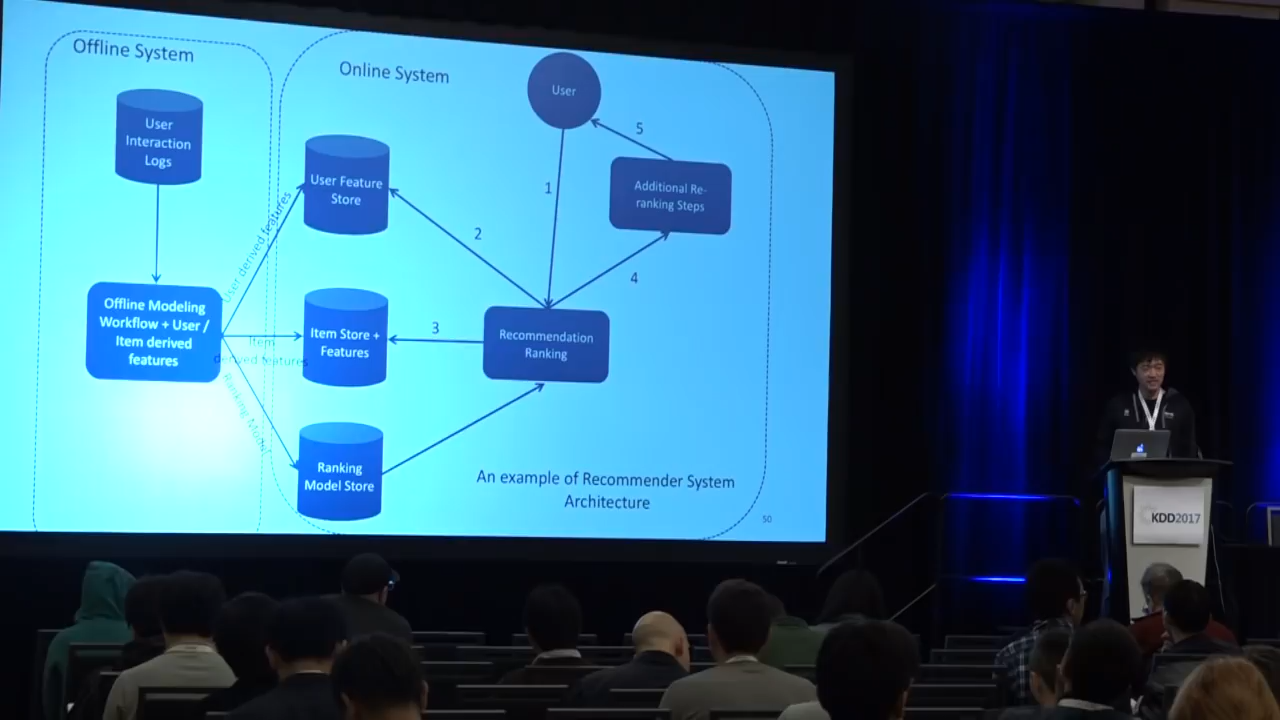 Offline System
Online System
User
User
Interaction
Logs
5
User Feature
Store
1
Additional Re-
ranking Steps
User derived features
2
4
Offline Modeling
Workflow + User /
Item derived
features
Item
derived features
Item Store +
Features
3
Recommendation
Ranking
Ranking Model
Ranking
Model Store
An example of Recommender System
Architecture
50
KDD2017